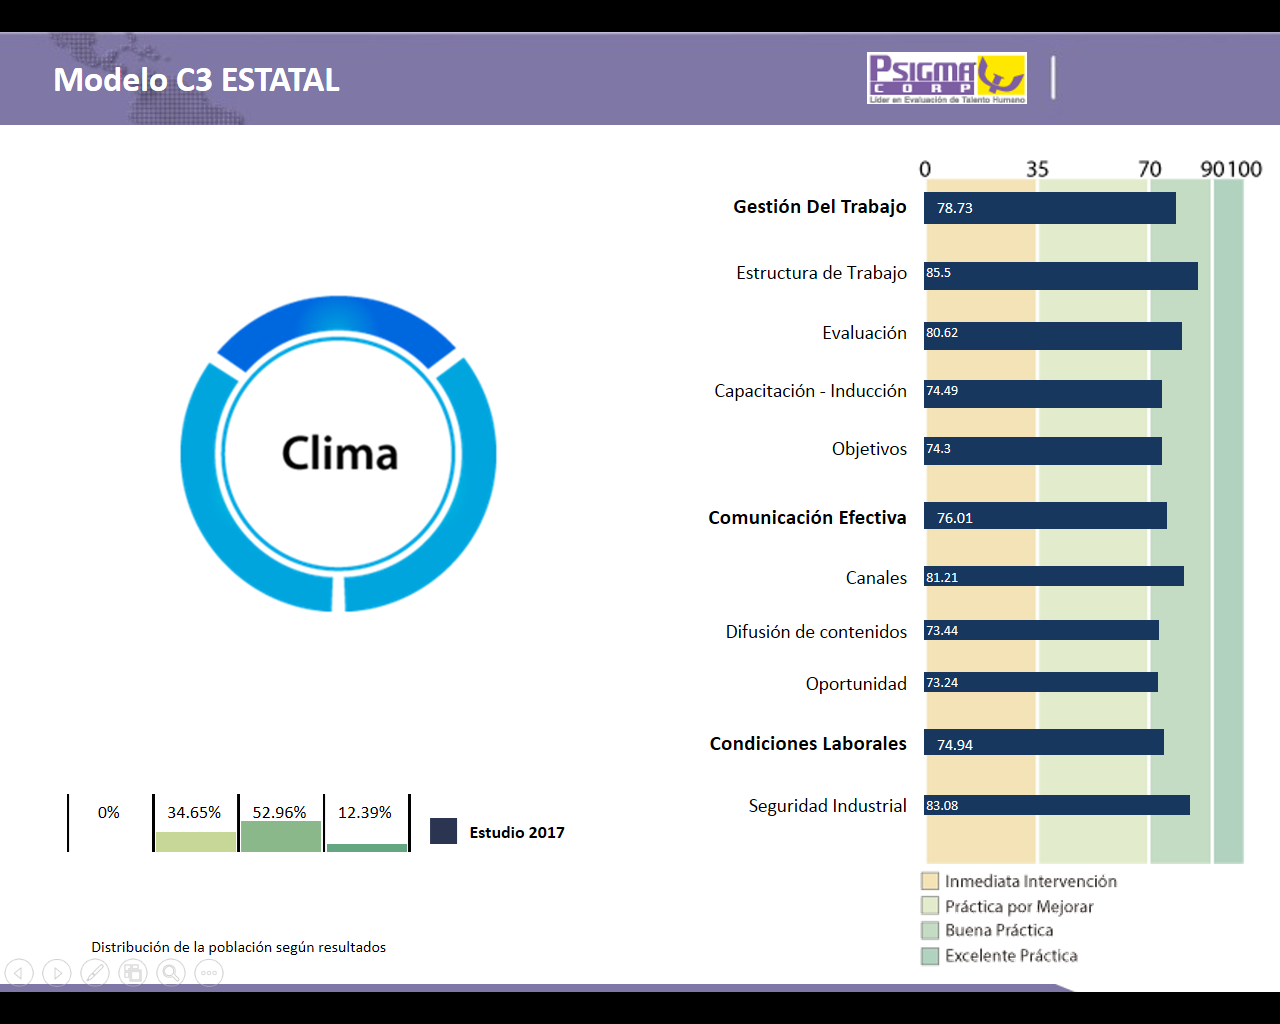 Modelo C3 ESTATAL
PSIGMA
CORP
Líder en Evaluación de Talento Humano
0 35 70 90 100
Gestión Del Trabajo 78.73
Estructura de Trabajo 85.5
Evaluación 80.62
Capacitación - Inducción 74.49
Objetivos 74.3
Comunicación Efectiva 76.01
Canales 81.21
Difusión de contenidos 73.44
Oportunidad 73.24
Condiciones Laborales 74.94
Seguridad Industrial 83.08
Clima
0% 34.65% 52.96% 12.39%
Estudio 2017
Distribución de la población según resultados
Inmediata Intervención
Práctica por Mejorar
Buena Práctica
Excelente Práctica